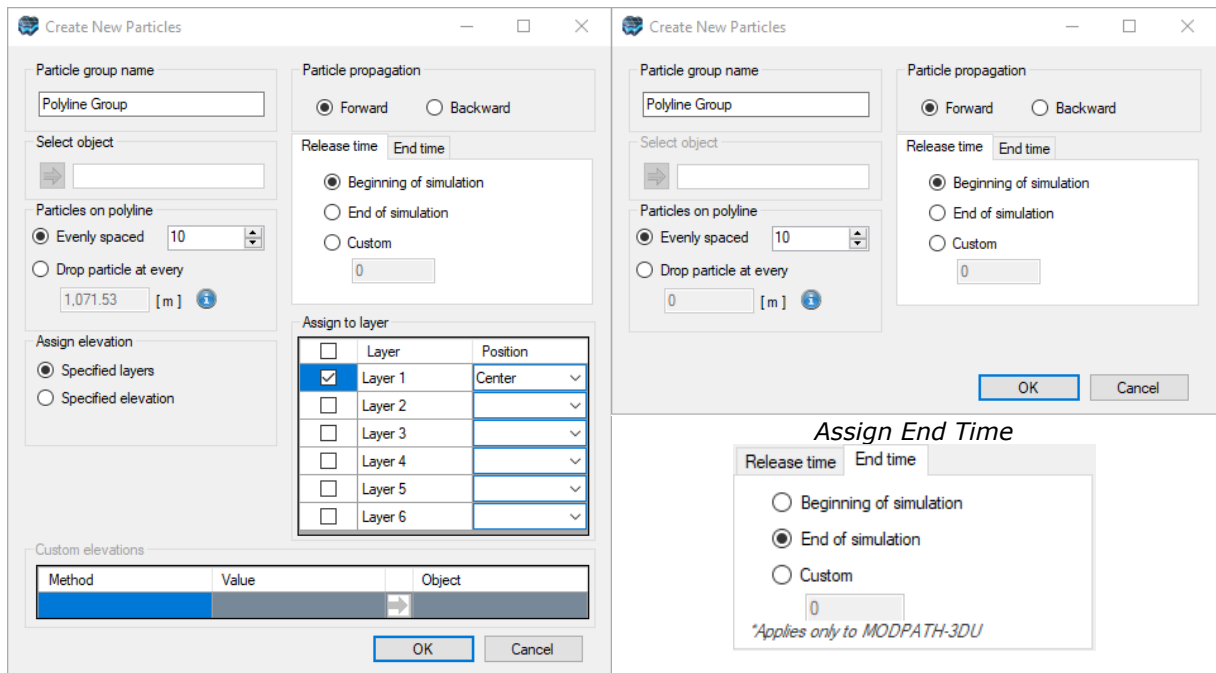 Create New Particles
Particle group name
Polyline Group
Particle propagation
Forward
Backward
Select object
Release time
End time
Beginning of simulation
End of simulation
Custom
0
Particles on polyline
Evenly spaced
10
Drop particle at every
1,071.53
[ m ]
i
Assign elevation
Specified layers
Specified elevation
Assign to layer
Layer
Position
Layer 1
Center
Layer 2
Layer 3
Layer 4
Layer 5
Layer 6
Custom elevations
Method
Value
Object
OK
Cancel
Create New Particles
Particle group name
Polyline Group
Particle propagation
Forward
Backward
Select object
Release time
End time
Beginning of simulation
End of simulation
Custom
0
Particles on polyline
Evenly spaced
10
Drop particle at every
0
[ m ]
i
OK
Cancel
Assign End Time
Release time
End time
Beginning of simulation
End of simulation
Custom
0
*Applies only to MODPATH-3DU